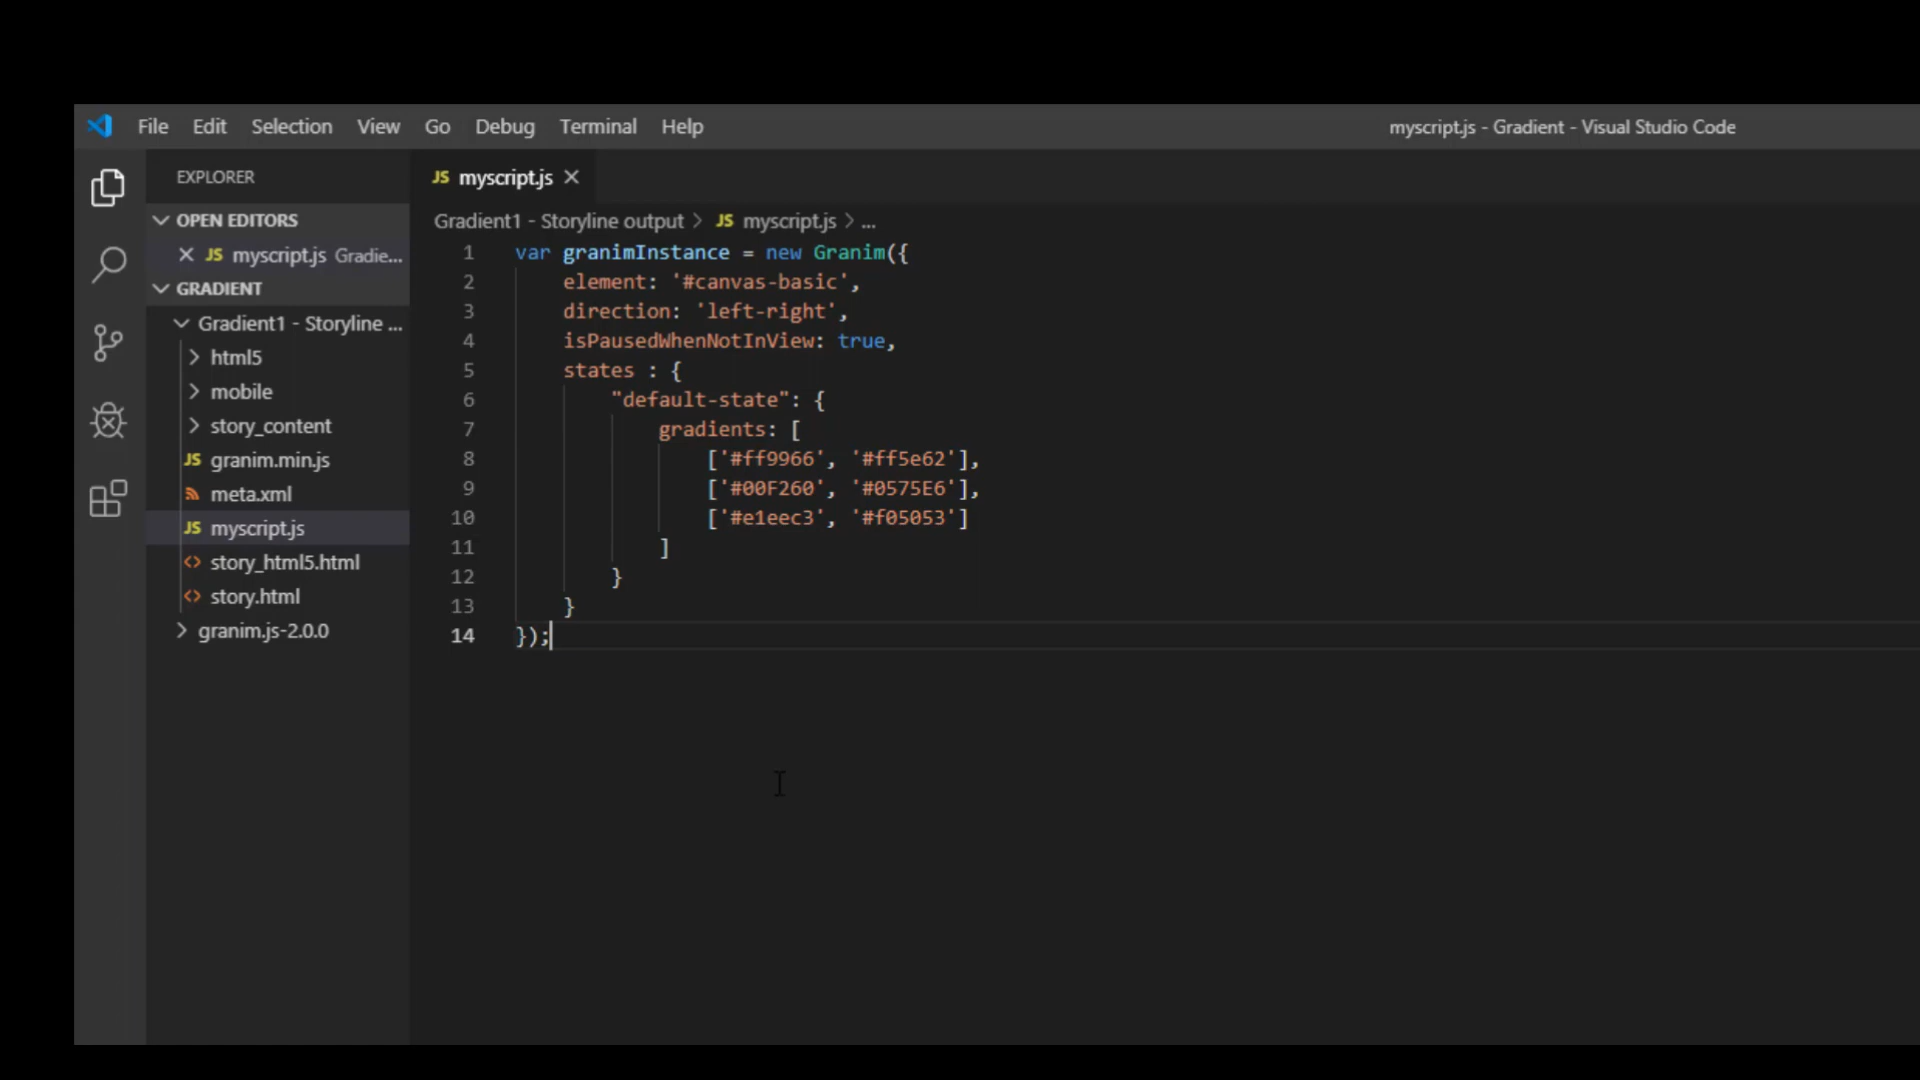 File Edit Selection View Go Debug Terminal Help
myscript.js - Gradient - Visual Studio Code
EXPLORER
OPEN EDITORS
JS myscript.js Gradie...
GRADIENT
Gradient1 - Storyline ...
html5
mobile
story_content
JS granim.min.js
meta.xml
JS myscript.js
<> story_html5.html
<> story.html
granim.js-2.0.0
JS myscript.js
Gradient1 - Storyline output > JS myscript.js > ...
1 var granimInstance = new Granim({
2     element: '#canvas-basic',
3     direction: 'left-right',
4     isPausedWhenNotInView: true,
5     states : {
6         "default-state": {
7             gradients: [
8                 ['#ff9966', '#ff5e62'],
9                 ['#00F260', '#0575E6'],
10                 ['#e1eec3', '#f05053']
11             ]
12         }
13     }
14 });